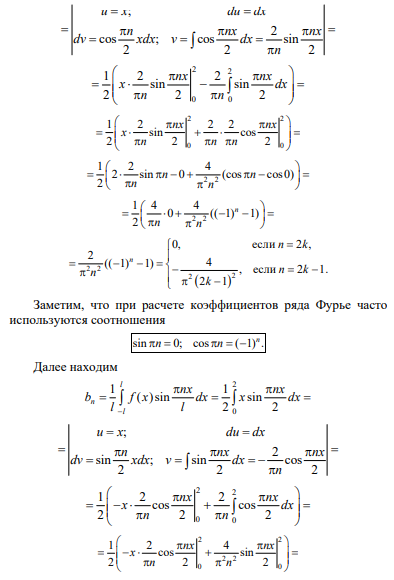 = | u = x; du = dx
dv = cos πn/2 xdx; v = ∫ cos πnx/2 dx = 2/πn sin πnx/2 | =
= 1/2 ( x · 2/πn sin πnx/2 |₀² − 2/πn ∫₀² sin πnx/2 dx ) =
= 1/2 ( x · 2/πn sin πnx/2 |₀² + 2/πn · 2/πn cos πnx/2 |₀² ) =
= 1/2 ( 2 · 2/πn sin πn − 0 + 4/π²n² (cos πn − cos 0) ) =
= 1/2 ( 4/πn · 0 + 4/π²n² ((−1)ⁿ − 1) ) =
= 2/π²n² ((−1)ⁿ − 1) = { 0, если n = 2k,
− 4/π²(2k − 1)², если n = 2k − 1.
Заметим, что при расчете коэффициентов ряда Фурье часто
используются соотношения
sin πn = 0; cos πn = (−1)ⁿ.
Далее находим
bₙ = 1/l ∫₋ₗˡ f(x) sin πnx/l dx = 1/2 ∫₀² x sin πnx/2 dx =
= | u = x; du = dx
dv = sin πn/2 xdx; v = ∫ sin πnx/2 dx = − 2/πn cos πnx/2 | =
= 1/2 ( −x · 2/πn cos πnx/2 |₀² + 2/πn ∫₀² cos πnx/2 dx ) =
= 1/2 ( −x · 2/πn cos πnx/2 |₀² + 4/π²n² sin πnx/2 |₀² ) =